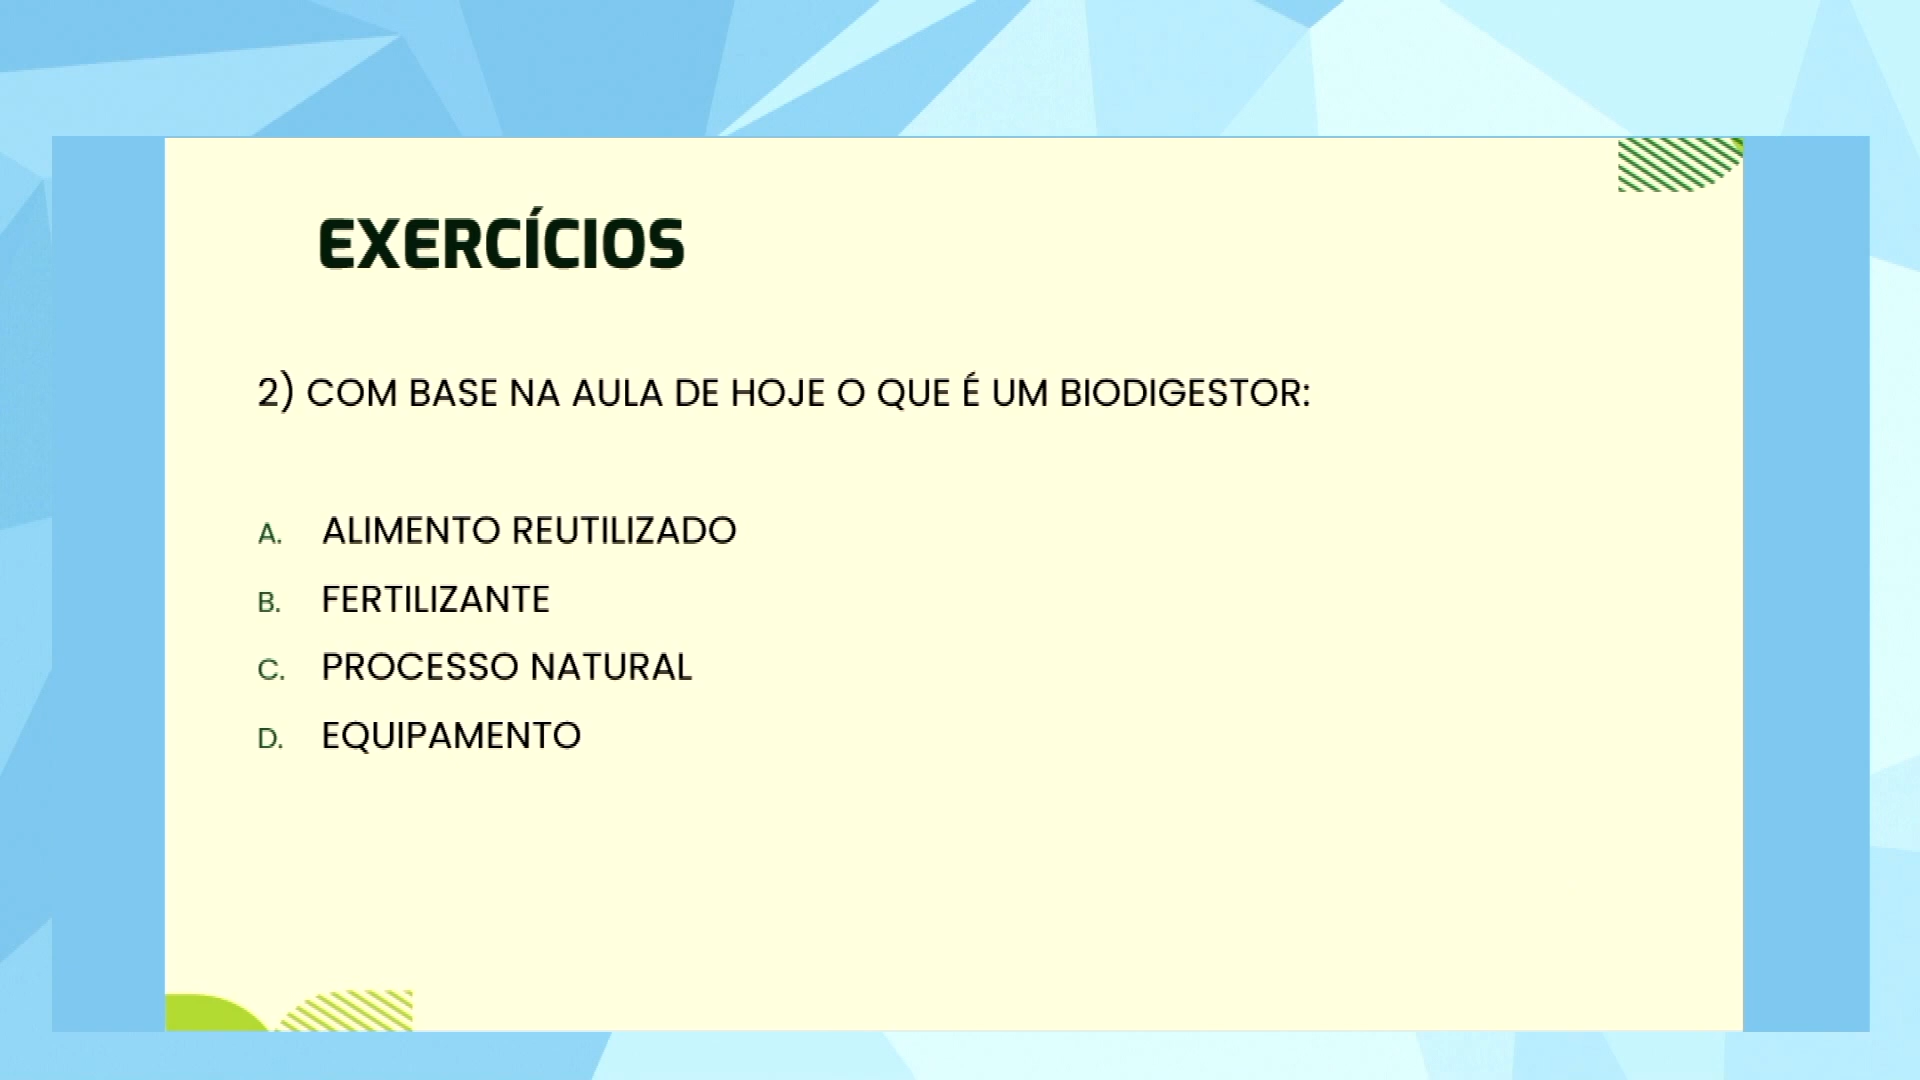 EXERCÍCIOS
2) COM BASE NA AULA DE HOJE O QUE É UM BIODIGESTOR:
A. ALIMENTO REUTILIZADO
B. FERTILIZANTE
C. PROCESSO NATURAL
D. EQUIPAMENTO